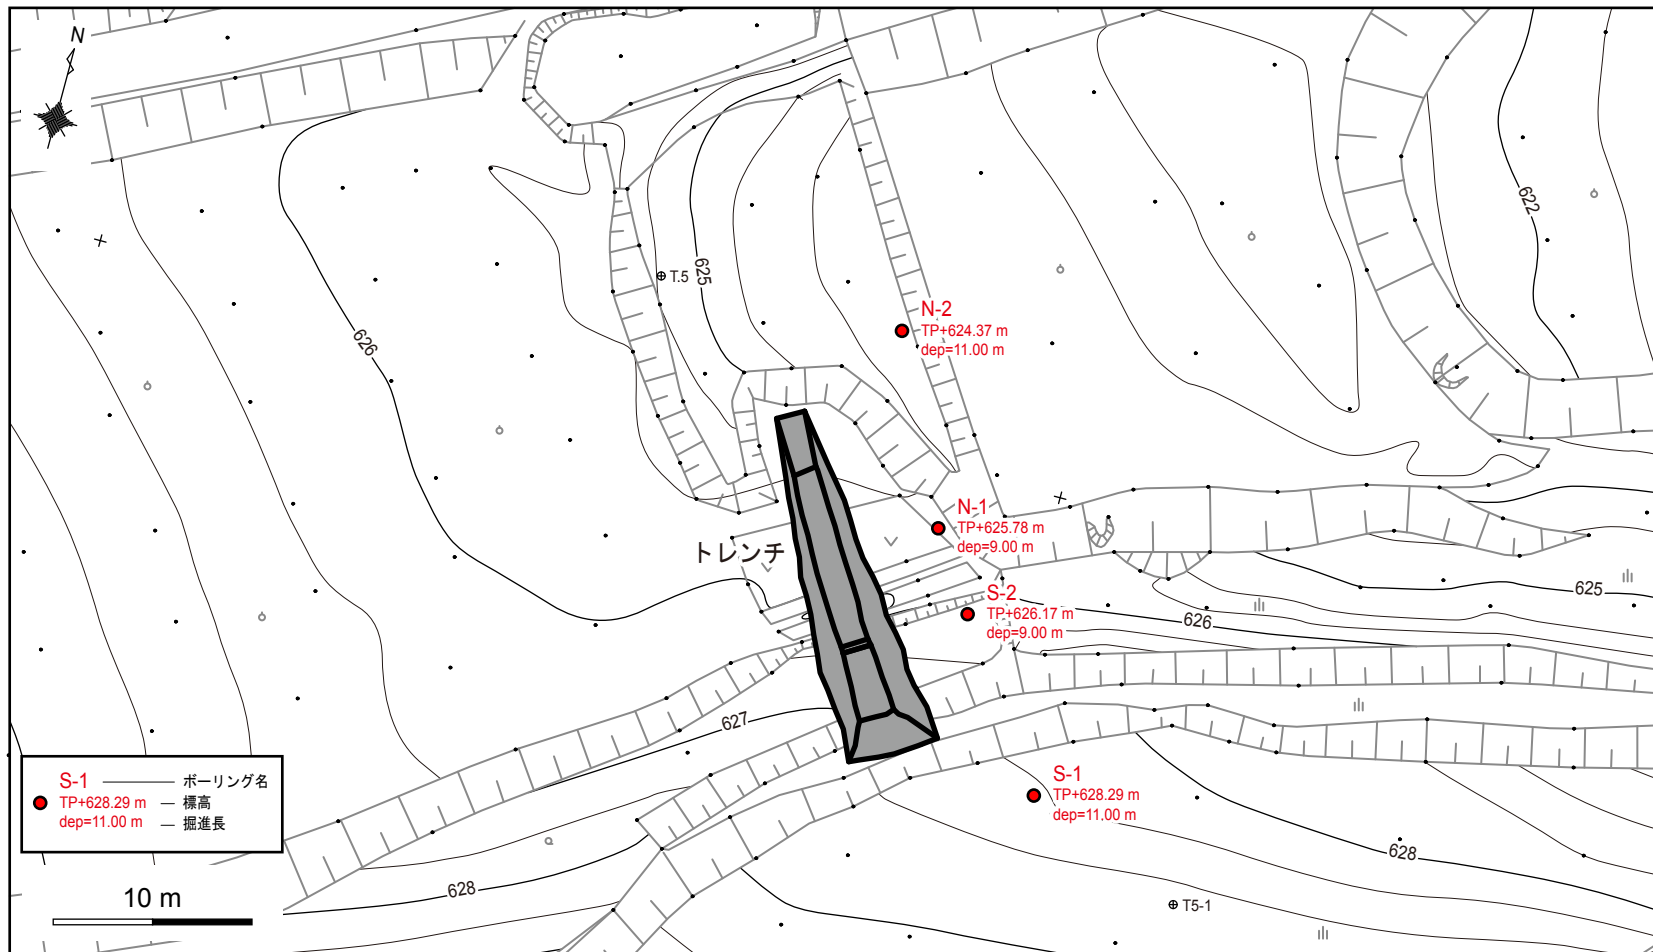 N
622
T.5
625
N-2
TP+624.37 m
dep=11.00 m
626
N-1
TP+625.78 m
dep=9.00 m
トレンチ
625
S-2
TP+626.17 m
dep=9.00 m
626
627
S-1
TP+628.29 m
dep=11.00 m
S-1 ボーリング名
TP+628.29 m 標高
dep=11.00 m 掘進長
628
628
10 m
T5-1